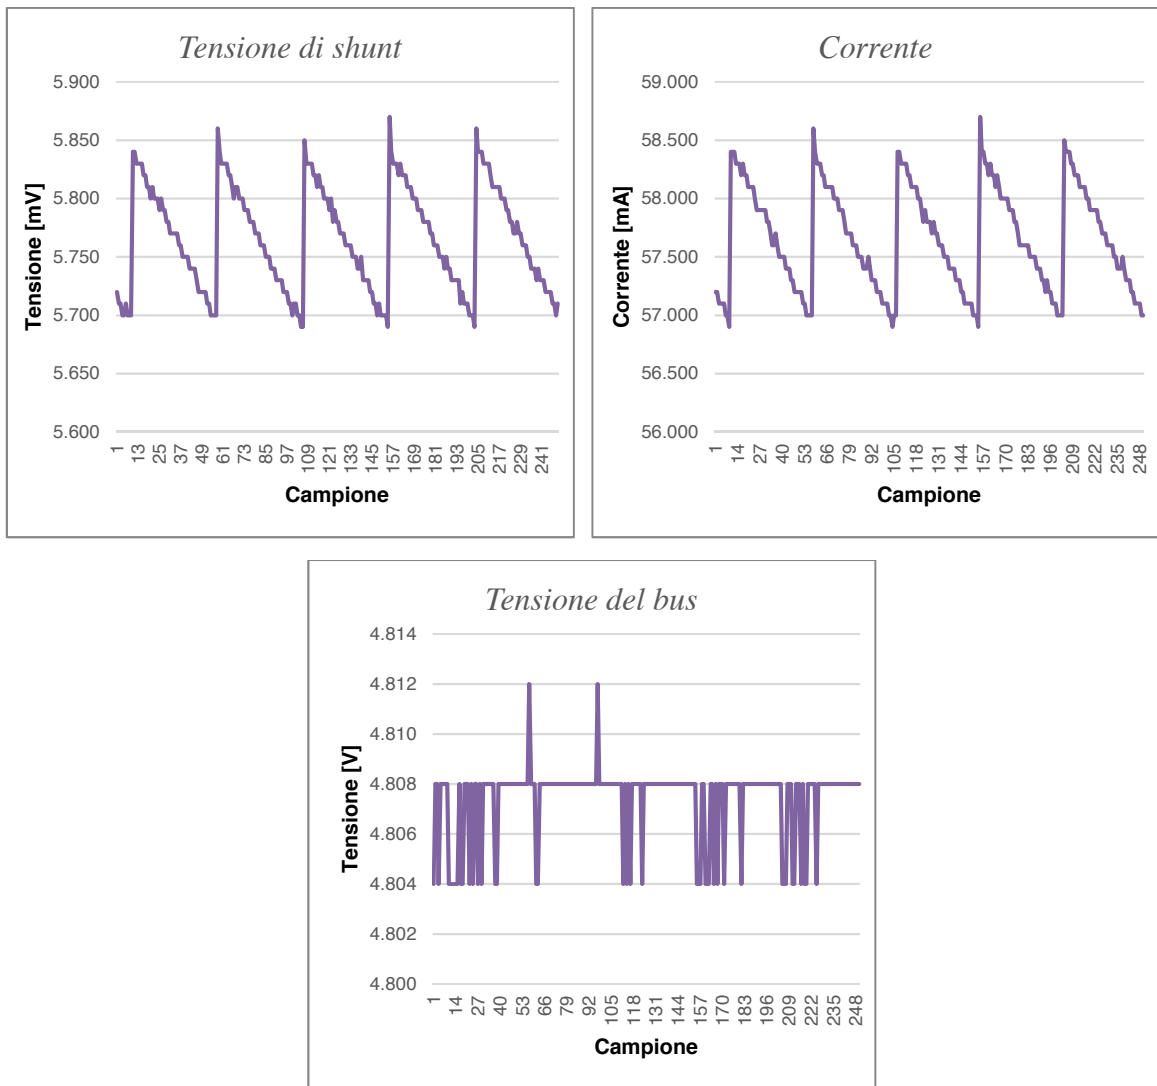 Tensione di shunt
5.900
5.850
5.800
5.750
5.700
5.650
5.600
Tensione [mV]
1 13 25 37 49 61 73 85 97 109 121 133 145 157 169 181 193 205 217 229 241
Campione
Corrente
59.000
58.500
58.000
57.500
57.000
56.500
56.000
Corrente [mA]
1 14 27 40 53 66 79 92 105 118 131 144 157 170 183 196 209 222 235 248
Campione
Tensione del bus
4.814
4.812
4.810
4.808
4.806
4.804
4.802
4.800
Tensione [V]
1 14 27 40 53 66 79 92 105 118 131 144 157 170 183 196 209 222 235 248
Campione